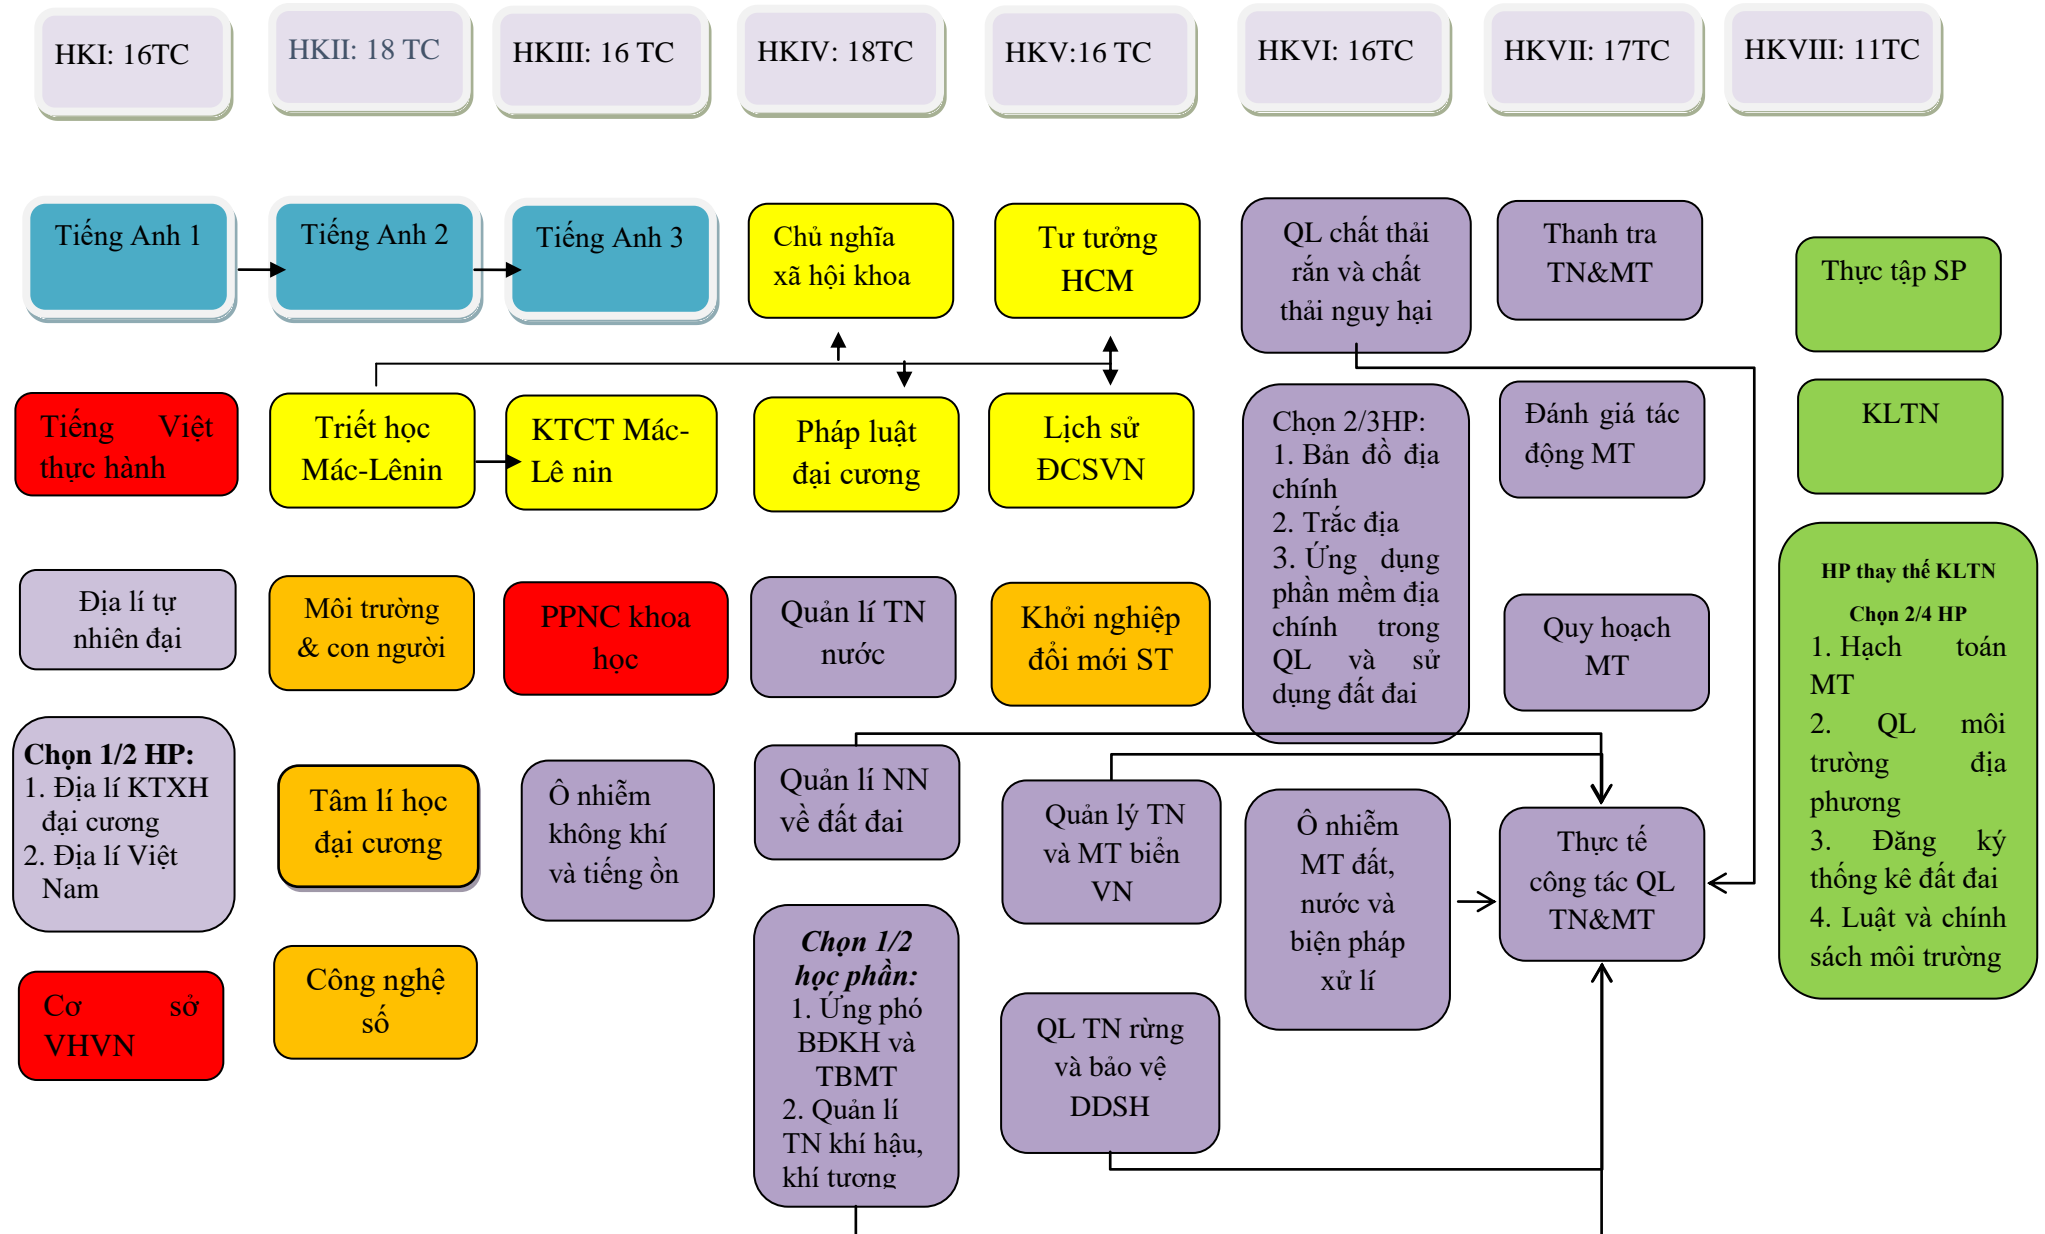 HKI: 16TC
HKII: 18 TC
HKIII: 16 TC
HKIV: 18TC
HKV:16 TC
HKVI: 16TC
HKVII: 17TC
HKVIII: 11TC
Tiếng Anh 1
Tiếng Anh 2
Tiếng Anh 3
Chủ nghĩa
xã hội khoa
Tư tưởng
HCM
QL chất thải
rắn và chất
thải nguy hại
Thanh tra
TN&MT
Thực tập SP
Tiếng Việt
thực hành
Triết học
Mác-Lênin
KTCT Mác-
Lê nin
Pháp luật
đại cương
Lịch sử
ĐCSVN
Chọn 2/3HP:
1. Bản đồ địa
chính
2. Trắc địa
3. Ứng dụng
phần mềm địa
chính trong
QL và sử
dụng đất đai
Đánh giá tác
động MT
KLTN
Địa lí tự
nhiên đại
Môi trường
& con người
PPNC khoa
học
Quản lí TN
nước
Khởi nghiệp
đổi mới ST
Quy hoạch
MT
HP thay thế KLTN
Chọn 2/4 HP
1. Hạch toán
MT
2. QL môi
trường địa
phương
3. Đăng ký
thống kê đất đai
4. Luật và chính
sách môi trường
Chọn 1/2 HP:
1. Địa lí KTXH
đại cương
2. Địa lí Việt
Nam
Tâm lí học
đại cương
Ô nhiễm
không khí
và tiếng ồn
Quản lí NN
về đất đai
Quản lý TN
và MT biển
VN
Ô nhiễm
MT đất,
nước và
biện pháp
xử lí
Thực tế
công tác QL
TN&MT
Cơ sở
VHVN
Công nghệ
số
Chọn 1/2
học phần:
1. Ứng phó
BĐKH và
TBMT
2. Quản lí
TN khí hậu,
khí tượng
QL TN rừng
và bảo vệ
DDSH